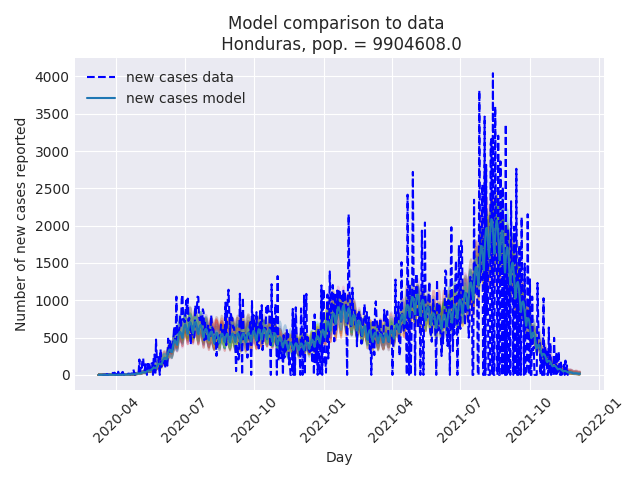 Model comparison to data
Honduras, pop. = 9904608.0
new cases data
new cases model
Number of new cases reported
4000
3500
3000
2500
2000
1500
1000
500
0
2020-04
2020-07
2020-10
2021-01
2021-04
2021-07
2021-10
2022-01
Day